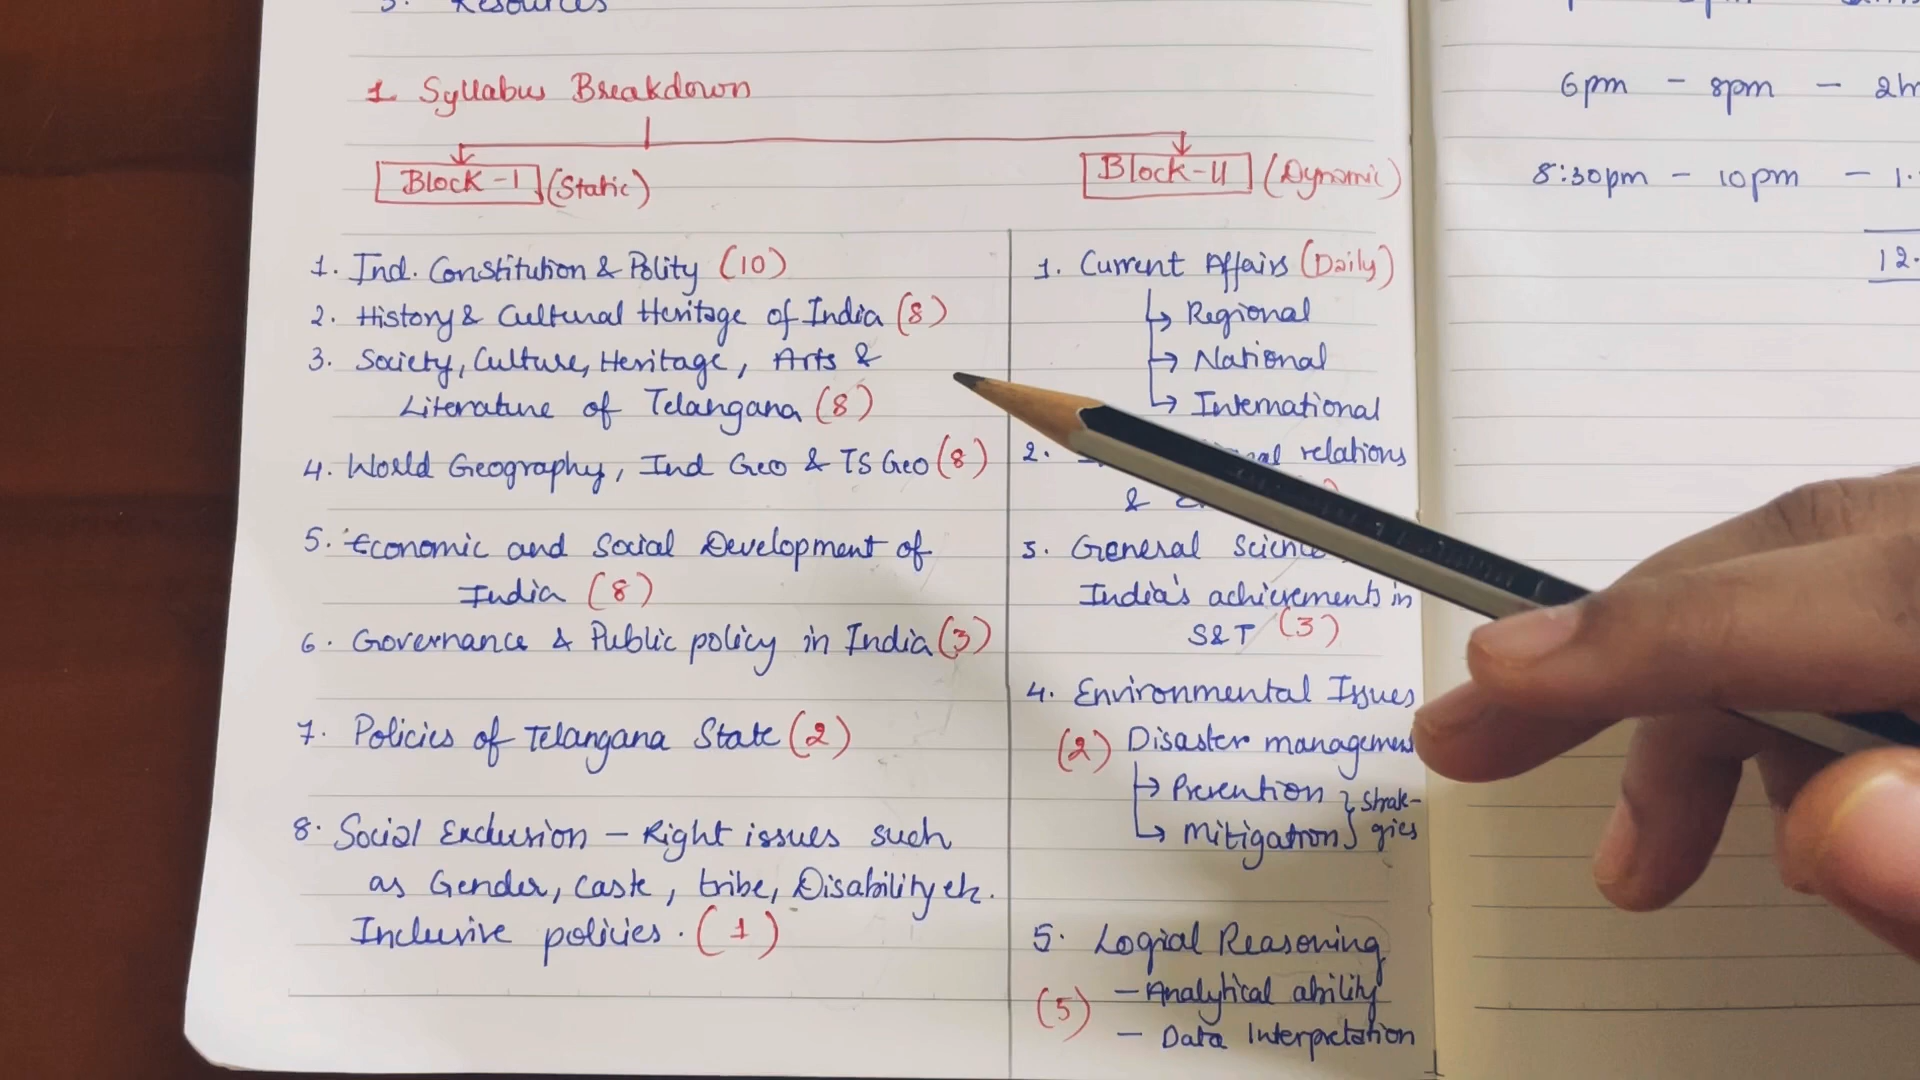 3. Resources
1 Syllabus Breakdown
Block - I (Static)
1. Ind. Constitution & Polity (10)
2. History & Cultural Heritage of India (8)
3. Society, Culture, Heritage, Arts &
Literature of Telangana (8)
4. World Geography, Ind Geo & TS Geo (8)
5. Economic and Social Development of
India (8)
6. Governance & Public policy in India (3)
7. Policies of Telangana State (2)
8. Social Exclusion – Right issues such
as Gender, caste, tribe, Disability etc.
Inclusive policies. (1)
Block - II (Dynamic)
1. Current Affairs (Daily)
Regional
National
International
2. relations
&
3. General Science
India's achievements in
S&T (3)
4. Environmental Issues
(2) Disaster management
Prevention } Strate-
Mitigation } gies
5. Logial Reasoning
(5) – Analytical ability
– Data Interpretation
6pm – 8pm – 2h
8:30pm – 10pm – 1.
12.